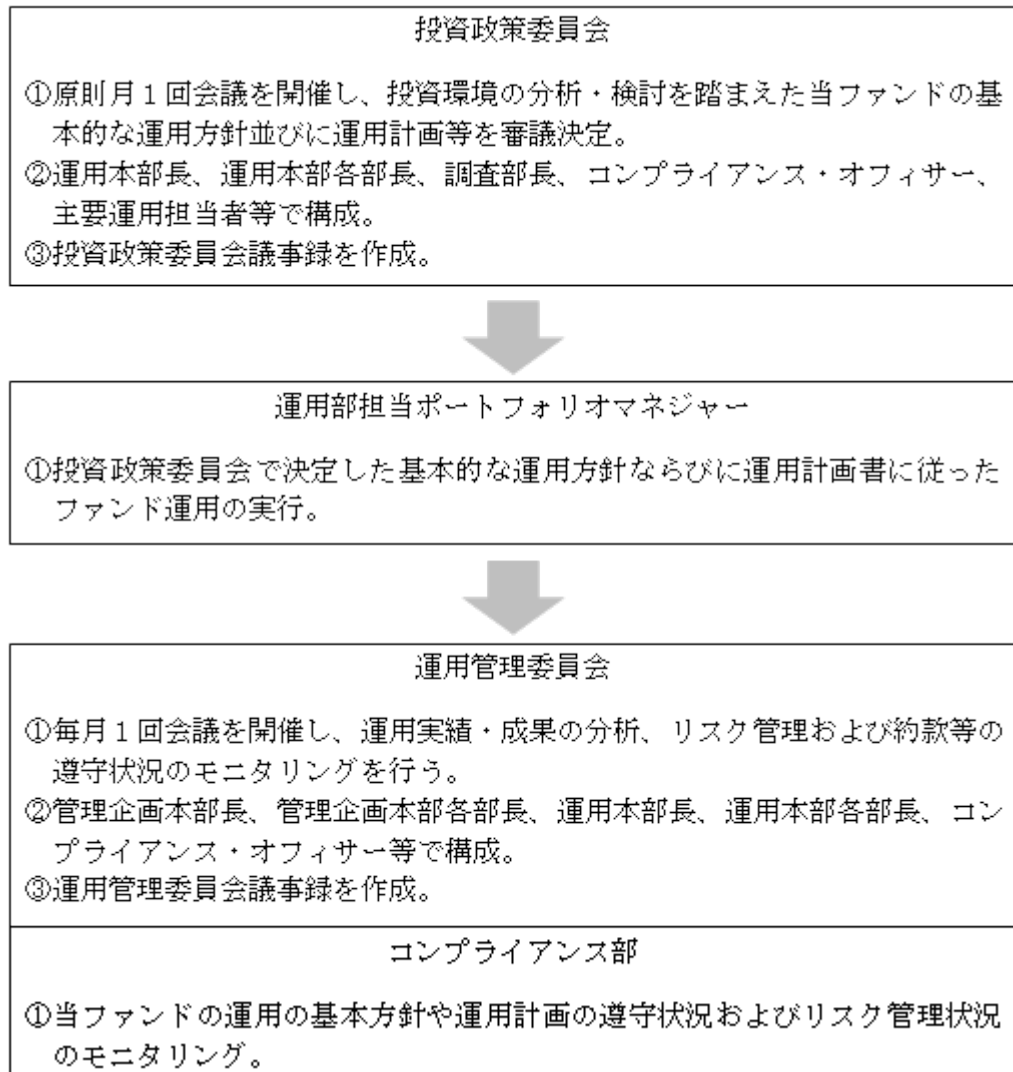 投資政策委員会
①原則月１回会議を開催し、投資環境の分析・検討を踏まえた当ファンドの基
本的な運用方針並びに運用計画等を審議決定。
②運用本部長、運用本部各部長、調査部長、コンプライアンス・オフィサー、
主要運用担当者等で構成。
③投資政策委員会議事録を作成。
運用部担当ポートフォリオマネジャー
①投資政策委員会で決定した基本的な運用方針ならびに運用計画書に従った
ファンド運用の実行。
運用管理委員会
①毎月１回会議を開催し、運用実績・成果の分析、リスク管理および約款等の
遵守状況のモニタリングを行う。
②管理企画本部長、管理企画本部各部長、運用本部長、運用本部各部長、コン
プライアンス・オフィサー等で構成。
③運用管理委員会議事録を作成。
コンプライアンス部
①当ファンドの運用の基本方針や運用計画の遵守状況およびリスク管理状況
のモニタリング。